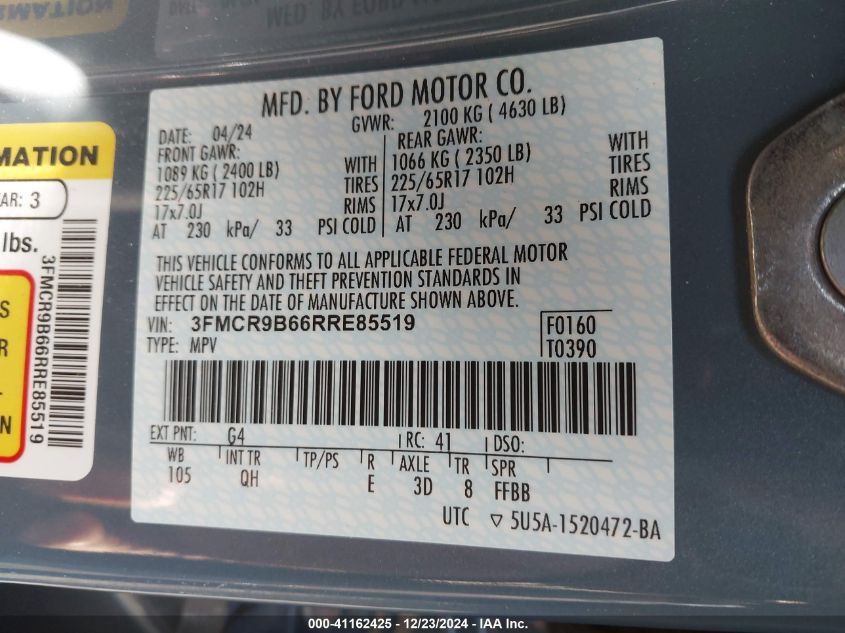 MFD. BY FORD MOTOR CO.
DATE: 04/24 GVWR: 2100 KG ( 4630 LB)
FRONT GAWR: REAR GAWR:
1089 KG ( 2400 LB) WITH 1066 KG ( 2350 LB) WITH
225/65R17 102H TIRES 225/65R17 102H TIRES
17x7.0J RIMS 17x7.0J RIMS
AT 230 kPa/ 33 PSI COLD AT 230 kPa/ 33 PSI COLD
THIS VEHICLE CONFORMS TO ALL APPLICABLE FEDERAL MOTOR
VEHICLE SAFETY AND THEFT PREVENTION STANDARDS IN
EFFECT ON THE DATE OF MANUFACTURE SHOWN ABOVE.
VIN: 3FMCR9B66RRE85519 F0160
TYPE: MPV T0390
EXT PNT: G4 RC: 41 DSO:
WB INT TR TP/PS R AXLE TR SPR
105 QH E 3D 8 FFBB
UTC ▽ 5U5A-1520472-BA
MATION
AR: 3
lbs.
3FMCR9B66RRE85519
S
R
L
N
000-41162425 - 12/23/2024 - IAA Inc.